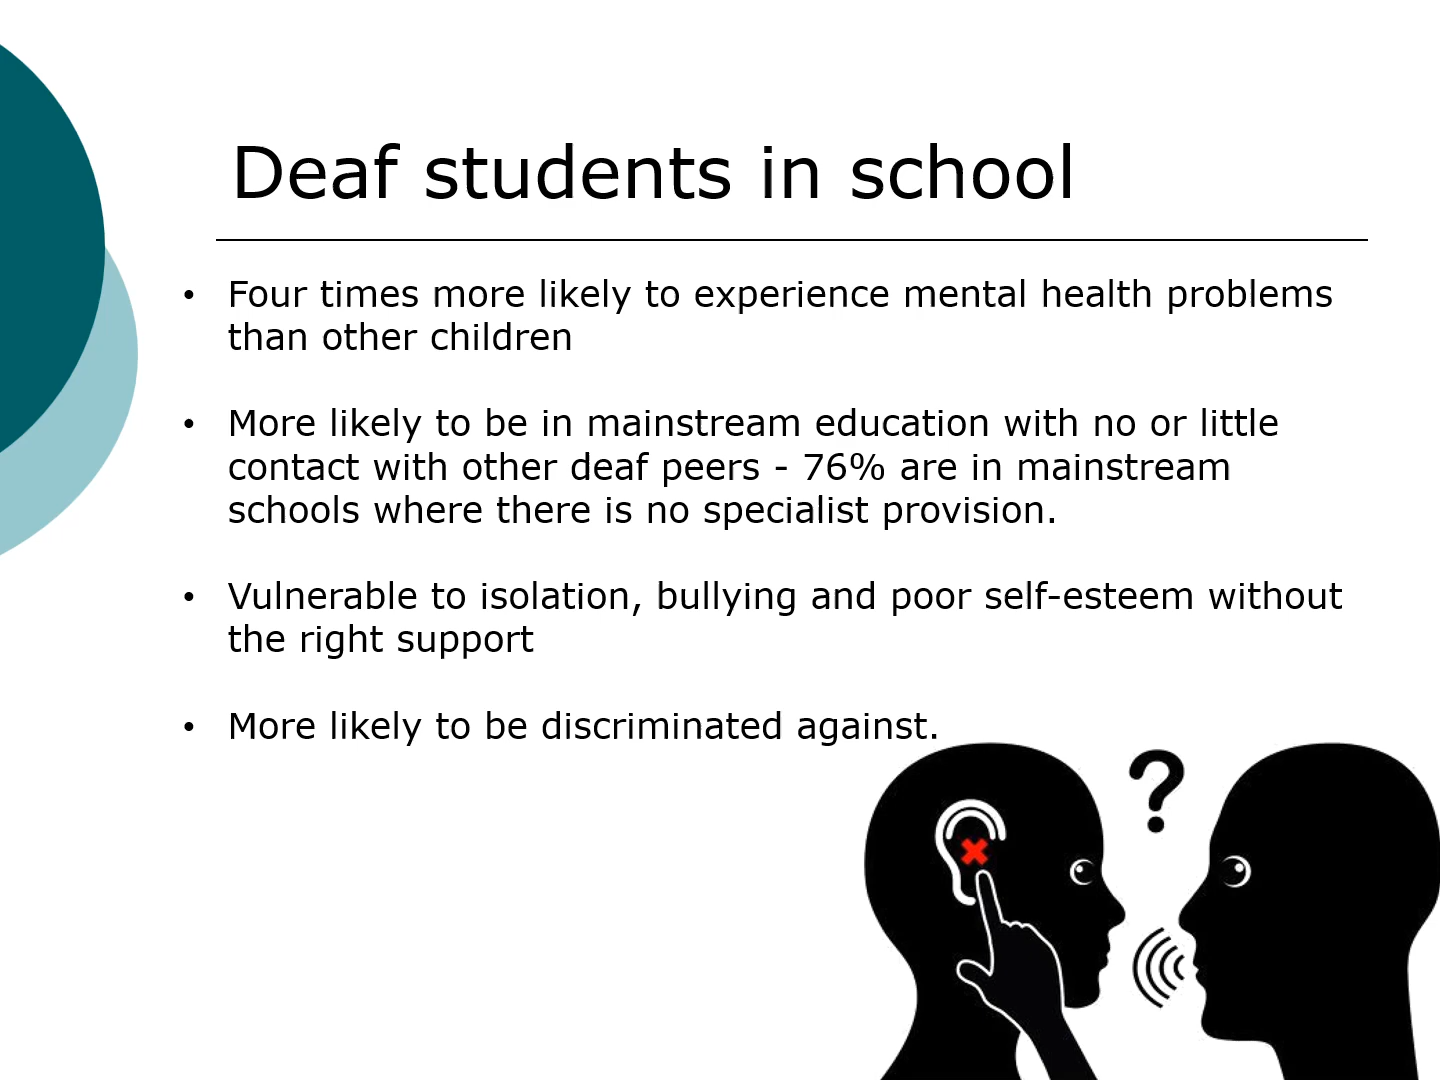 Deaf students in school
• Four times more likely to experience mental health problems
than other children
• More likely to be in mainstream education with no or little
contact with other deaf peers - 76% are in mainstream
schools where there is no specialist provision.
• Vulnerable to isolation, bullying and poor self-esteem without
the right support
• More likely to be discriminated against.
?